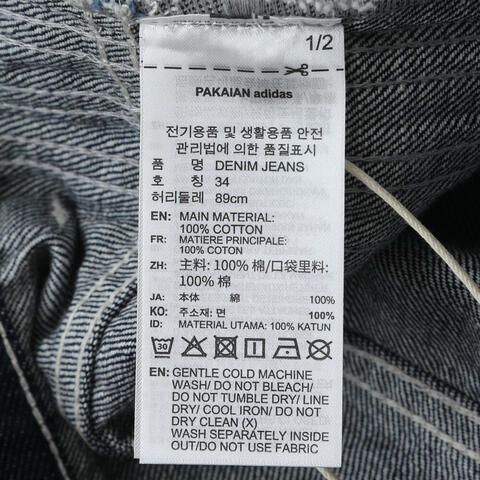 1/2
PAKAIAN adidas
전기용품 및 생활용품 안전
관리법에 의한 품질표시
품 명 DENIM JEANS
호 칭 34
허리둘레 89cm
EN: MAIN MATERIAL:
100% COTTON
FR: MATIERE PRINCIPALE:
100% COTTON
ZH: 主料: 100% 棉/口袋里料:
100% 棉
JA: 本体 綿 100%
KO: 주소재: 면 100%
ID: MATERIAL UTAMA: 100% KATUN
30
EN: GENTLE COLD MACHINE
WASH/ DO NOT BLEACH/
DO NOT TUMBLE DRY/ LINE
DRY/ COOL IRON/ DO NOT
DRY CLEAN (X)
WASH SEPARATELY INSIDE
OUT/DO NOT USE FABRIC